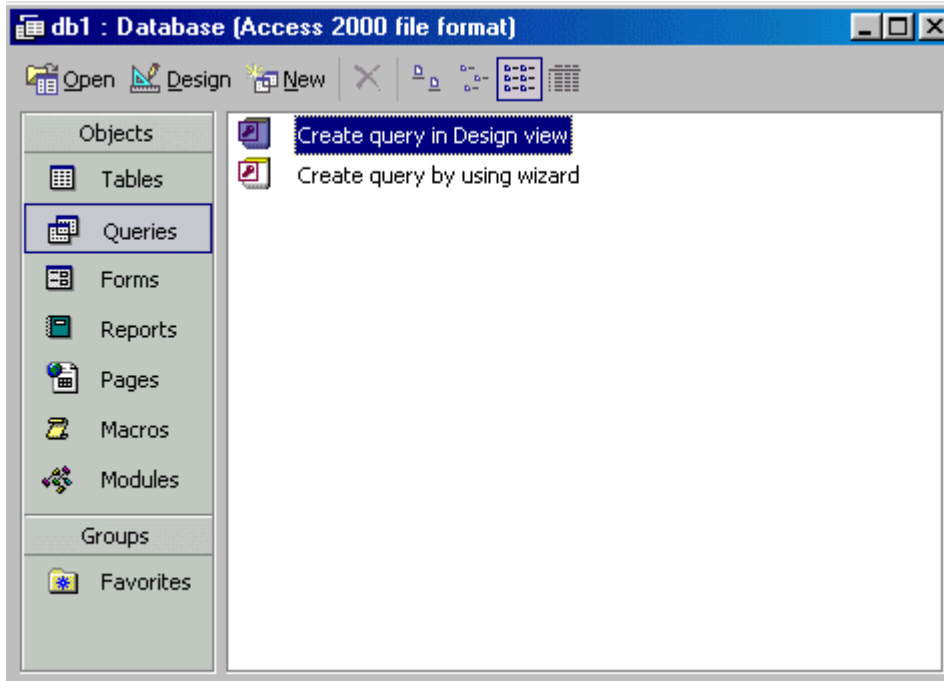 db1 : Database (Access 2000 file format)
Open Design New
Objects
Tables
Queries
Forms
Reports
Pages
Macros
Modules
Groups
Favorites
Create query in Design view
Create query by using wizard